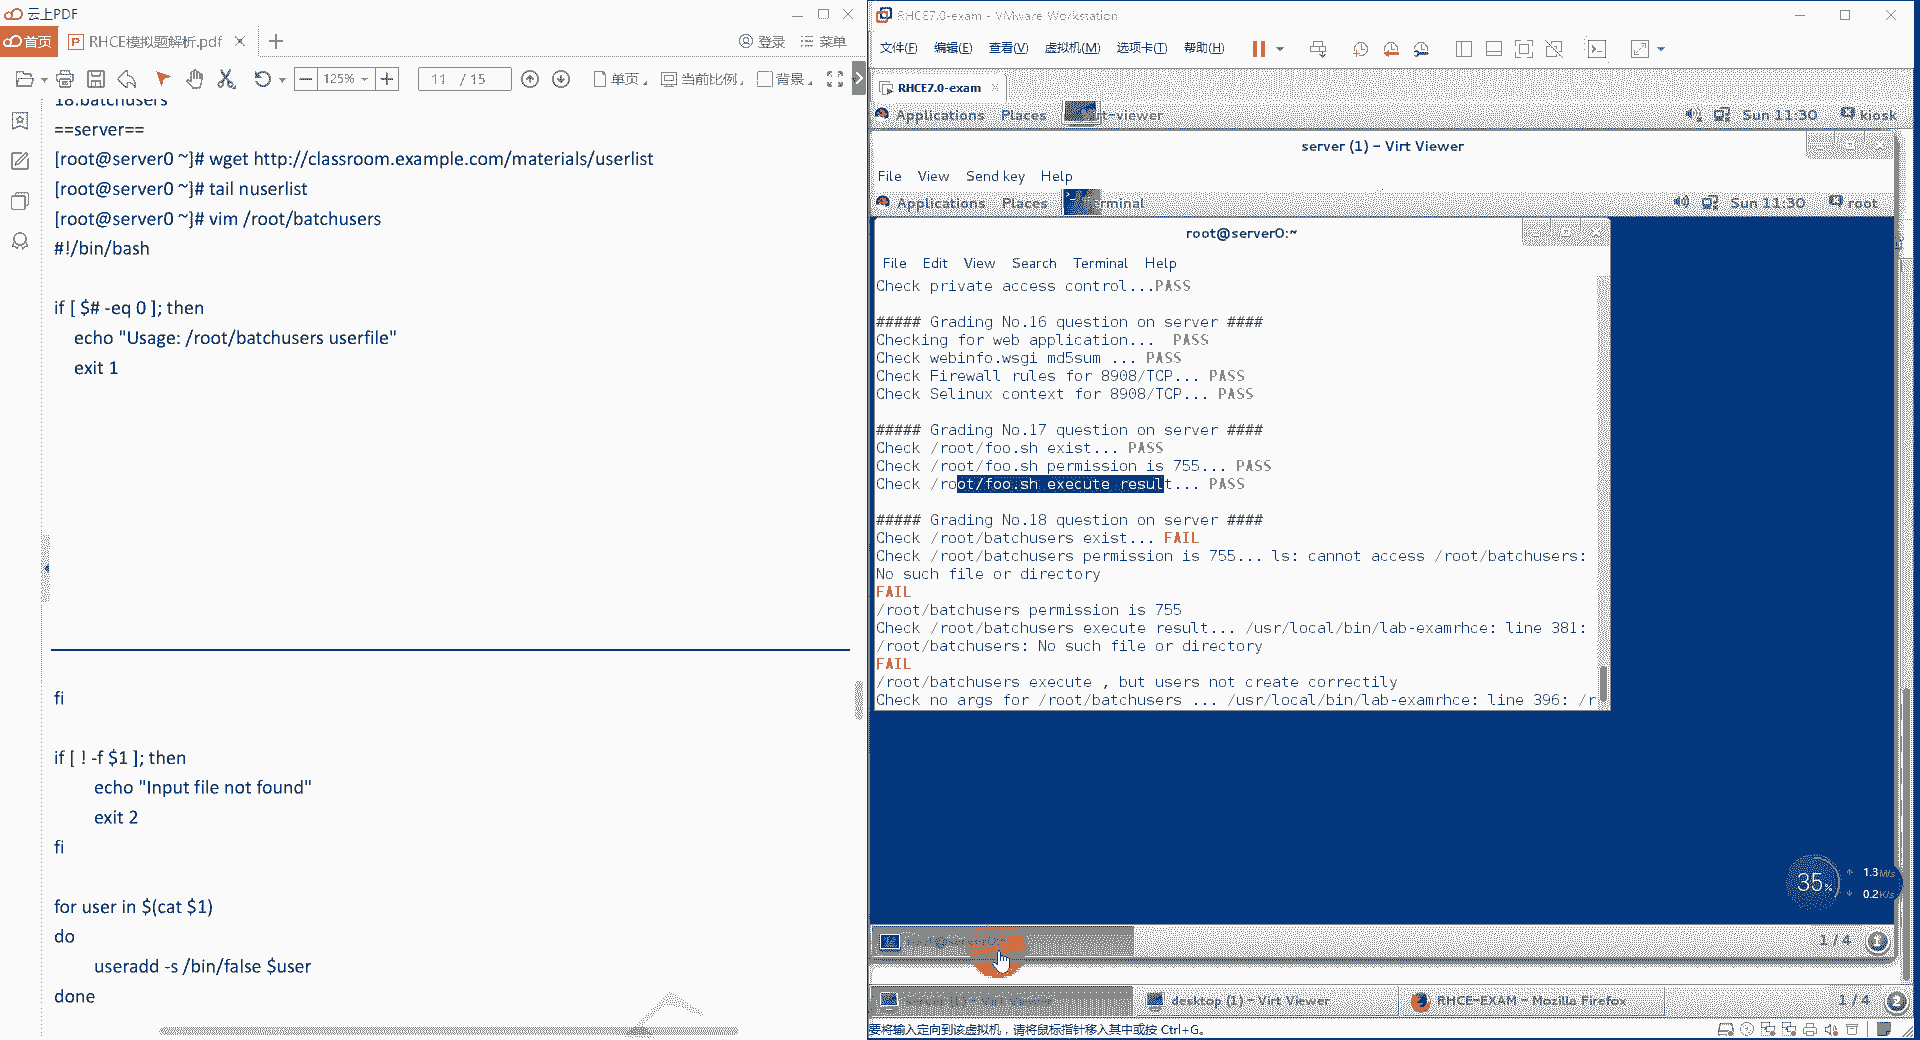 云上PDF
首页
RHCE模拟题解析.pdf
登录
菜单
125%
11 / 15
单页
当前比例
背景
18.batchusers
==server==
[root@server0 ~]# wget http://classroom.example.com/materials/userlist
[root@server0 ~]# tail nuserlist
[root@server0 ~]# vim /root/batchusers
#!/bin/bash
if [ $# -eq 0 ]; then
echo "Usage: /root/batchusers userfile"
exit 1
fi
if [ ! -f $1 ]; then
echo "Input file not found"
exit 2
fi
for user in $(cat $1)
do
useradd -s /bin/false $user
done
RHCE7.0-exam - VMware Workstation
文件(F) 编辑(E) 查看(V) 虚拟机(M) 选项卡(T) 帮助(H)
RHCE7.0-exam
Applications Places virt-viewer Sun 11:30 kiosk
server (1) - Virt Viewer
File View Send key Help
Applications Places Terminal Sun 11:30 root
root@server0:~
File Edit View Search Terminal Help
Check private access control...PASS
##### Grading No.16 question on server ####
Checking for web application... PASS
Check webinfo.wsgi md5sum ... PASS
Check Firewall rules for 8908/TCP... PASS
Check Selinux context for 8908/TCP... PASS
##### Grading No.17 question on server ####
Check /root/foo.sh exist... PASS
Check /root/foo.sh permission is 755... PASS
Check /root/foo.sh execute result... PASS
##### Grading No.18 question on server ####
Check /root/batchusers exist... FAIL
Check /root/batchusers permission is 755... ls: cannot access /root/batchusers:
No such file or directory
FAIL
/root/batchusers permission is 755
Check /root/batchusers execute result... /usr/local/bin/lab-examrhce: line 381:
/root/batchusers: No such file or directory
FAIL
/root/batchusers execute , but users not create correctily
Check no args for /root/batchusers ... /usr/local/bin/lab-examrhce: line 396: /r
35%
1.3M/s
0.2K/s
1 / 4
desktop (1) - Virt Viewer
RHCE-EXAM - Mozilla Firefox
1 / 4
要将输入定向到该虚拟机，请将鼠标指针移入其中或按 Ctrl+G。